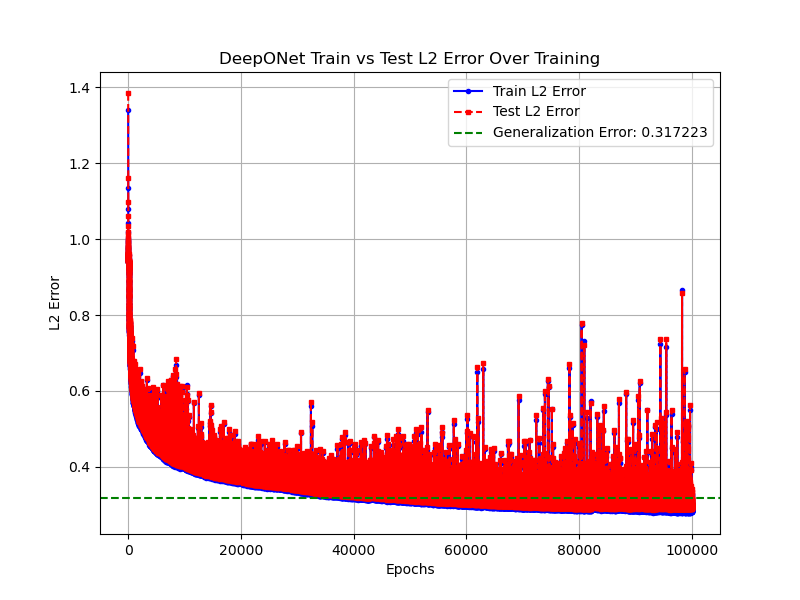 DeepONet Train vs Test L2 Error Over Training
Train L2 Error
Test L2 Error
Generalization Error: 0.317223
L2 Error
1.4
1.2
1.0
0.8
0.6
0.4
0 20000 40000 60000 80000 100000
Epochs